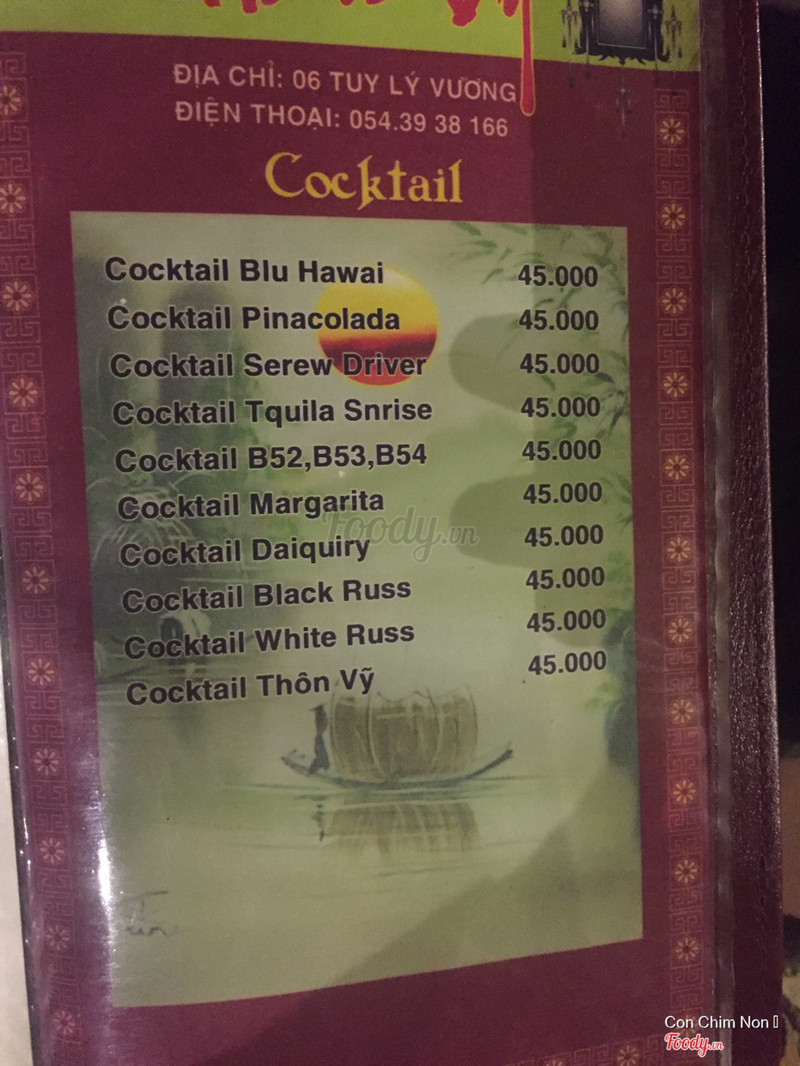 ĐỊA CHỈ: 06 TUY LÝ VƯƠNG
ĐIỆN THOẠI: 054.39 38 166
Cocktail
Cocktail Blu Hawai 45.000
Cocktail Pinacolada 45.000
Cocktail Serew Driver 45.000
Cocktail Tquila Snrise 45.000
Cocktail B52,B53,B54 45.000
Cocktail Margarita 45.000
Cocktail Daiquiry 45.000
Cocktail Black Russ 45.000
Cocktail White Russ 45.000
Cocktail Thôn Vỹ 45.000
Foody.vn
Con Chim Non
Foody.vn